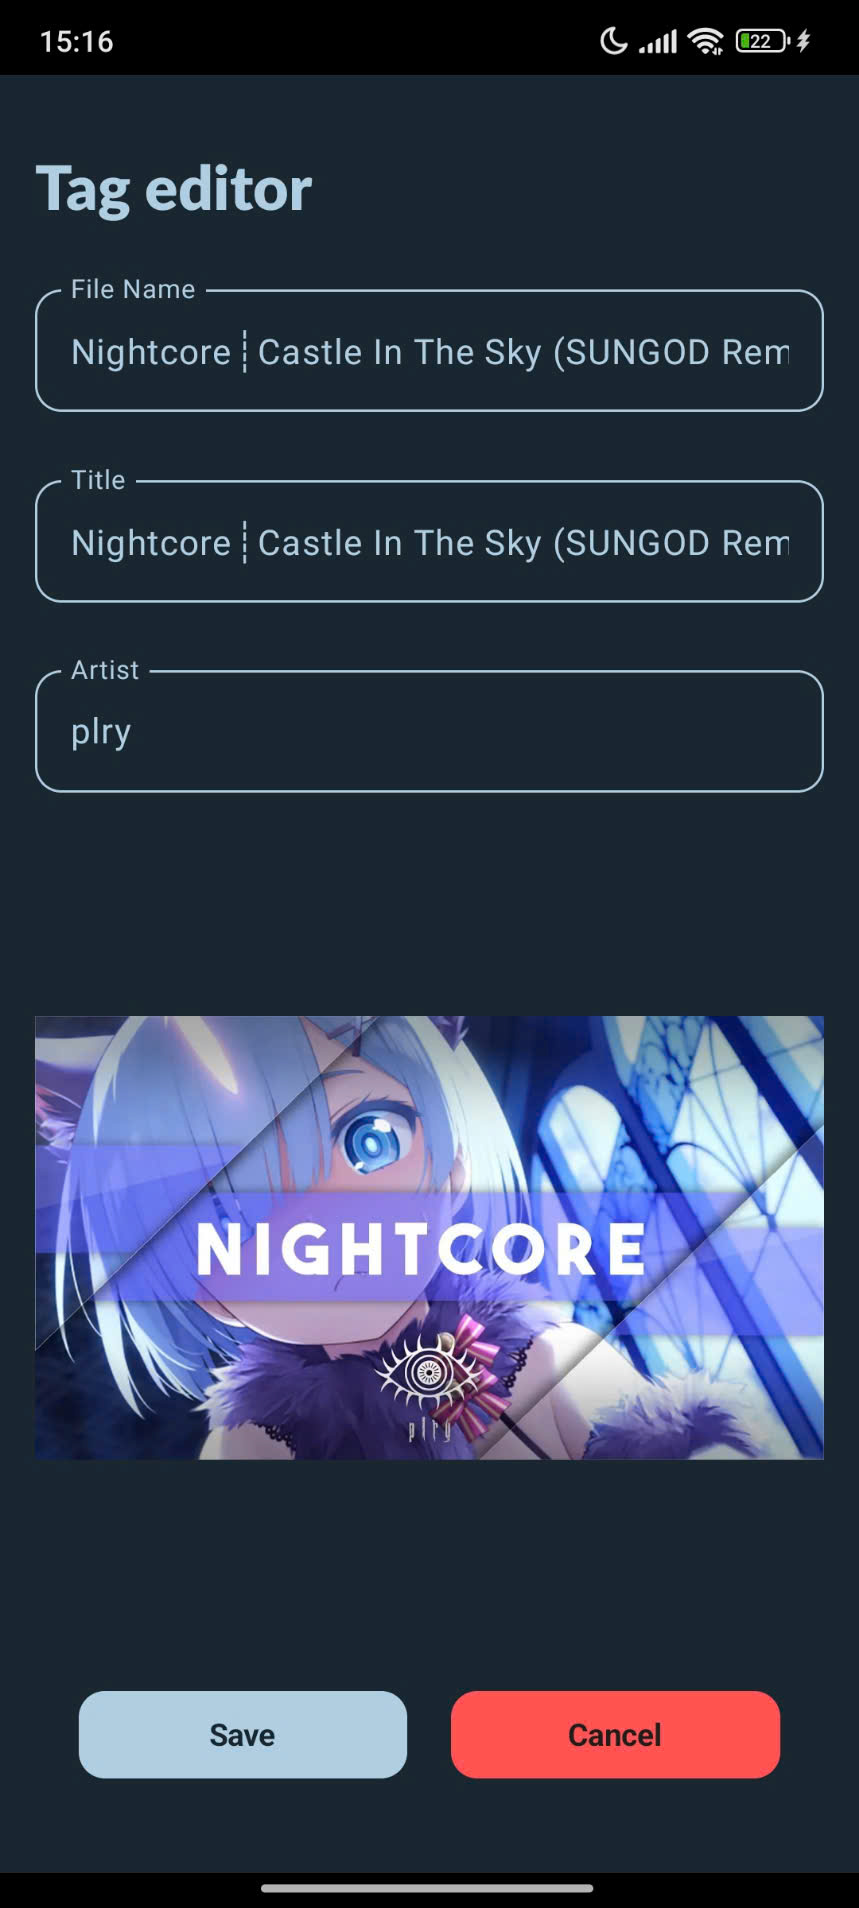 15:16
22
Tag editor
File Name
Nightcore ┊ Castle In The Sky (SUNGOD Rem
Title
Nightcore ┊ Castle In The Sky (SUNGOD Rem
Artist
plry
NIGHTCORE
plry
Save
Cancel